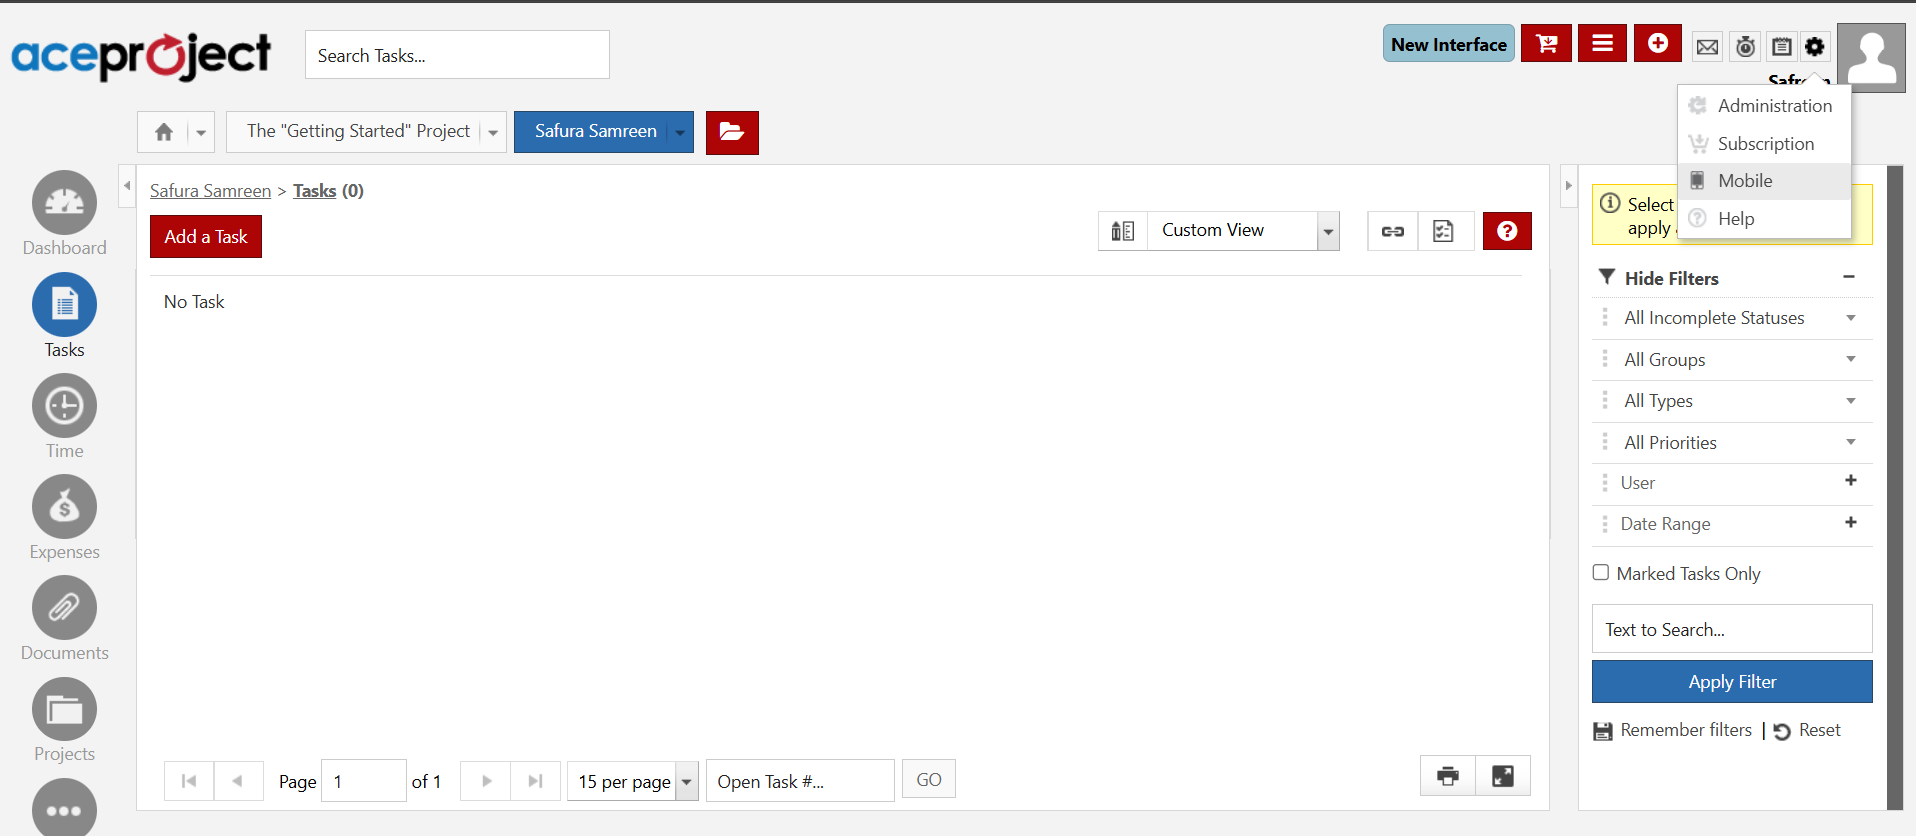 aceproject
Search Tasks...
New Interface
Administration
Subscription
Mobile
Help
The "Getting Started" Project
Safura Samreen
Safura Samreen > Tasks (0)
Add a Task
Custom View
No Task
Dashboard
Tasks
Time
Expenses
Documents
Projects
Select
apply
Hide Filters
All Incomplete Statuses
All Groups
All Types
All Priorities
User
Date Range
Marked Tasks Only
Text to Search...
Apply Filter
Remember filters | Reset
Page 1 of 1
15 per page
Open Task #...
GO